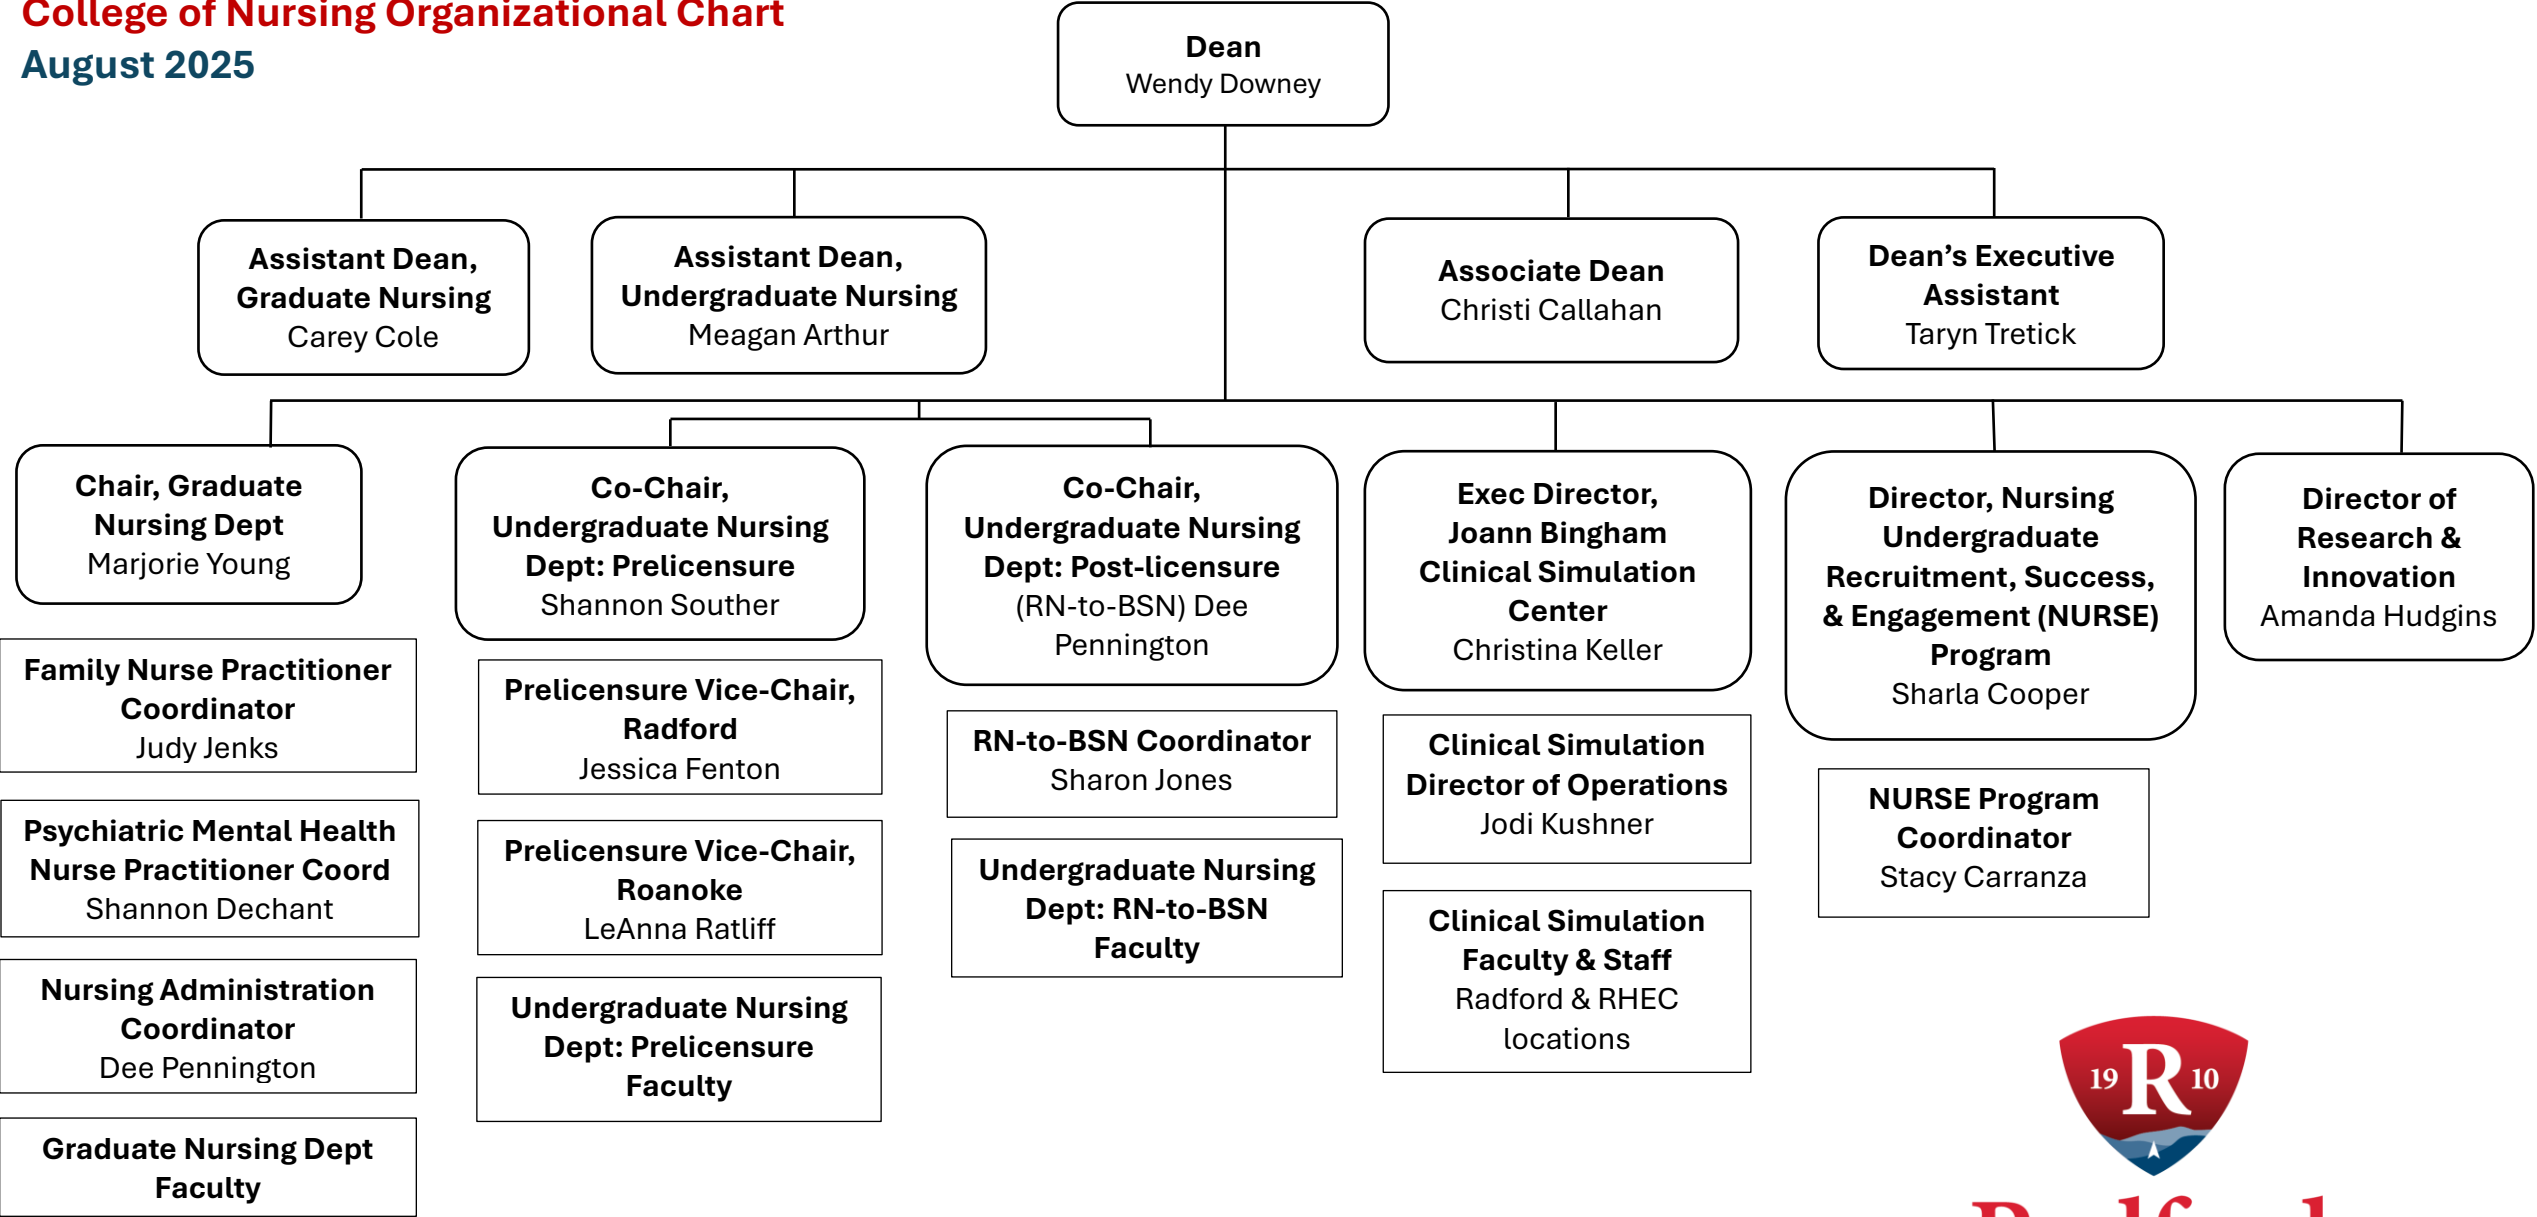 College of Nursing Organizational Chart
August 2025
Dean
Wendy Downey
Assistant Dean,
Graduate Nursing
Carey Cole
Assistant Dean,
Undergraduate Nursing
Meagan Arthur
Associate Dean
Christi Callahan
Dean’s Executive
Assistant
Taryn Tretick
Chair, Graduate
Nursing Dept
Marjorie Young
Co-Chair,
Undergraduate Nursing
Dept: Prelicensure
Shannon Souther
Co-Chair,
Undergraduate Nursing
Dept: Post-licensure
(RN-to-BSN) Dee
Pennington
Exec Director,
Joann Bingham
Clinical Simulation
Center
Christina Keller
Director, Nursing
Undergraduate
Recruitment, Success,
& Engagement (NURSE)
Program
Sharla Cooper
Director of
Research &
Innovation
Amanda Hudgins
Family Nurse Practitioner
Coordinator
Judy Jenks
Psychiatric Mental Health
Nurse Practitioner Coord
Shannon Dechant
Nursing Administration
Coordinator
Dee Pennington
Graduate Nursing Dept
Faculty
Prelicensure Vice-Chair,
Radford
Jessica Fenton
Prelicensure Vice-Chair,
Roanoke
LeAnna Ratliff
Undergraduate Nursing
Dept: Prelicensure
Faculty
RN-to-BSN Coordinator
Sharon Jones
Undergraduate Nursing
Dept: RN-to-BSN
Faculty
Clinical Simulation
Director of Operations
Jodi Kushner
Clinical Simulation
Faculty & Staff
Radford & RHEC
locations
NURSE Program
Coordinator
Stacy Carranza
19 R 10